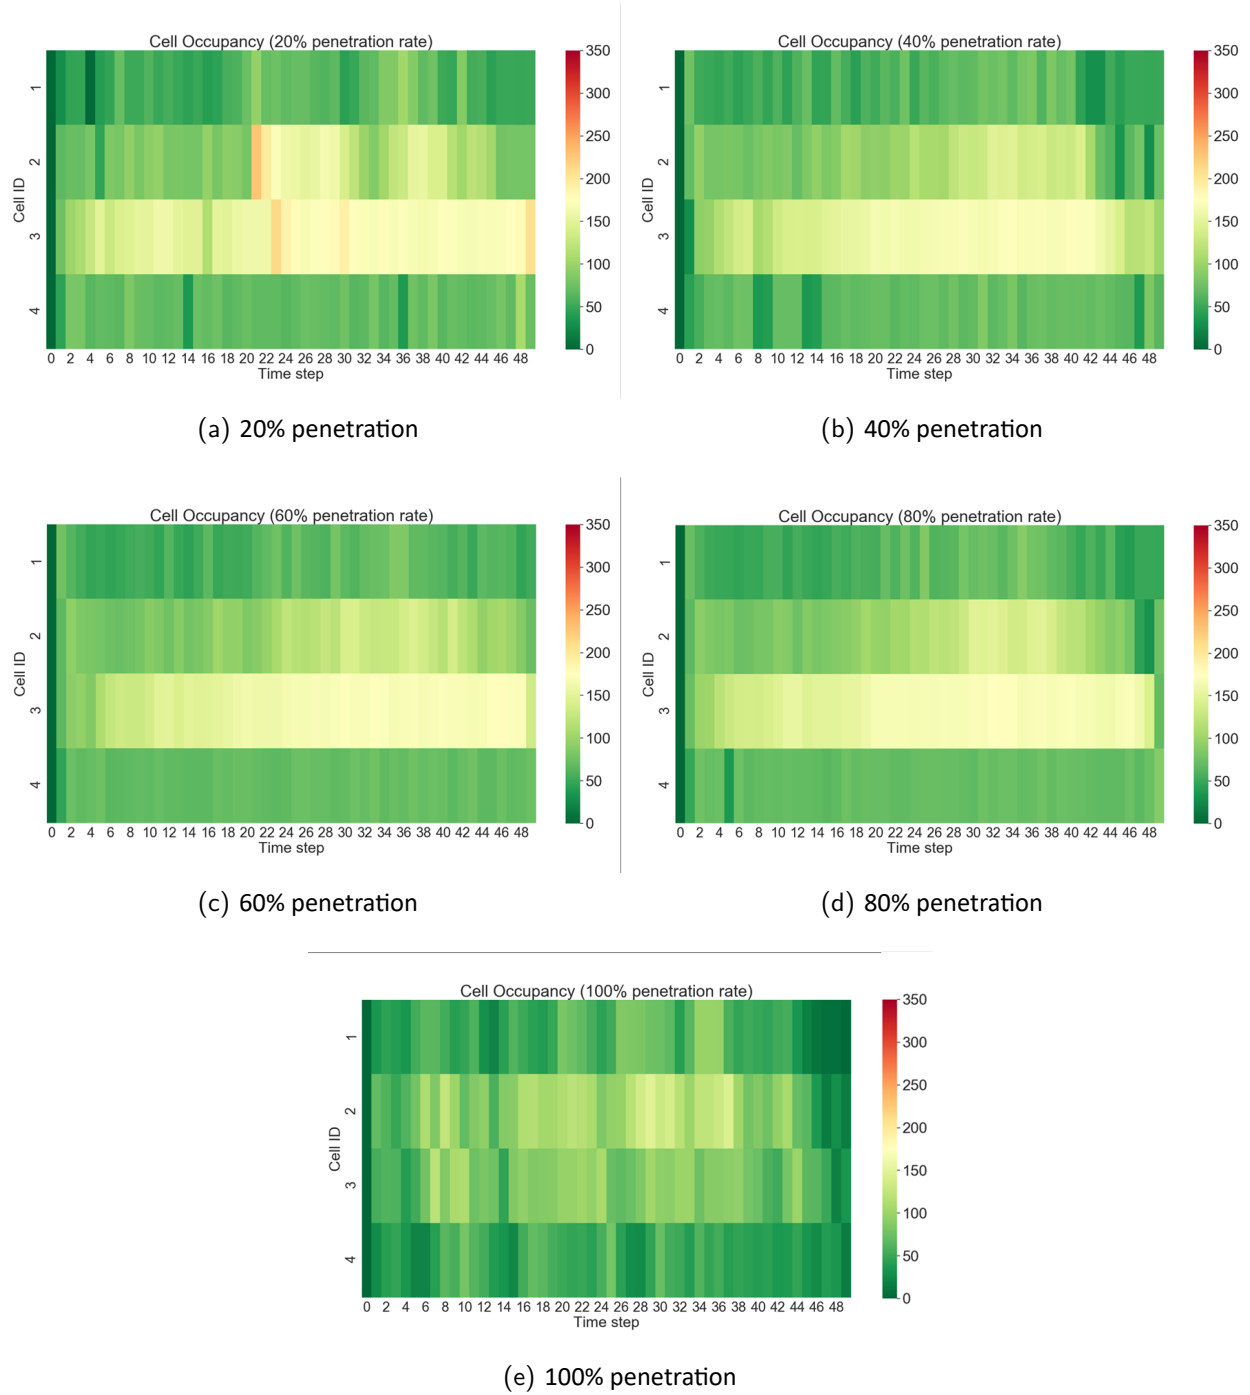 Cell Occupancy (20% penetration rate)
Cell ID
1
2
3
4
0 2 4 6 8 10 12 14 16 18 20 22 24 26 28 30 32 34 36 38 40 42 44 46 48
Time step
350
300
250
200
150
100
50
0
(a) 20% penetration
Cell Occupancy (40% penetration rate)
Cell ID
1
2
3
4
0 2 4 6 8 10 12 14 16 18 20 22 24 26 28 30 32 34 36 38 40 42 44 46 48
Time step
350
300
250
200
150
100
50
0
(b) 40% penetration
Cell Occupancy (60% penetration rate)
Cell ID
1
2
3
4
0 2 4 6 8 10 12 14 16 18 20 22 24 26 28 30 32 34 36 38 40 42 44 46 48
Time step
350
300
250
200
150
100
50
0
(c) 60% penetration
Cell Occupancy (80% penetration rate)
Cell ID
1
2
3
4
0 2 4 6 8 10 12 14 16 18 20 22 24 26 28 30 32 34 36 38 40 42 44 46 48
Time step
350
300
250
200
150
100
50
0
(d) 80% penetration
Cell Occupancy (100% penetration rate)
Cell ID
1
2
3
4
0 2 4 6 8 10 12 14 16 18 20 22 24 26 28 30 32 34 36 38 40 42 44 46 48
Time step
350
300
250
200
150
100
50
0
(e) 100% penetration